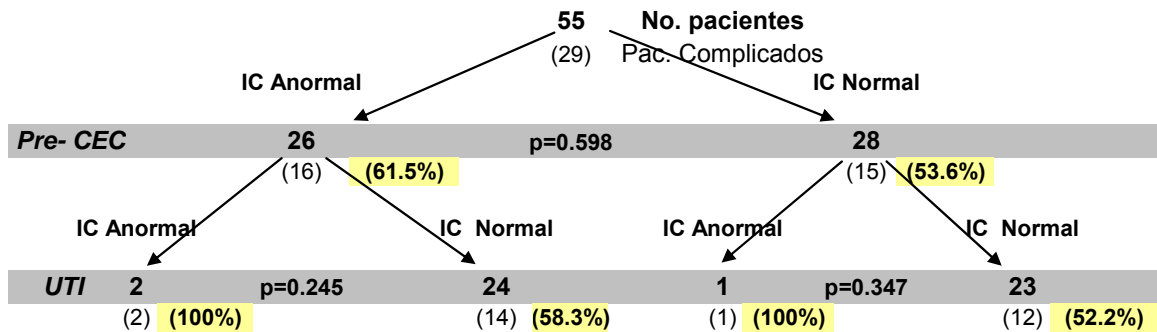 55 No. pacientes
(29) Pac. Complicados
IC Anormal IC Normal
Pre- CEC 26 p=0.598 28
(16) (61.5%) (15) (53.6%)
IC Anormal IC Normal IC Anormal IC Normal
UTI 2 p=0.245 24 1 p=0.347 23
(2) (100%) (14) (58.3%) (1) (100%) (12) (52.2%)